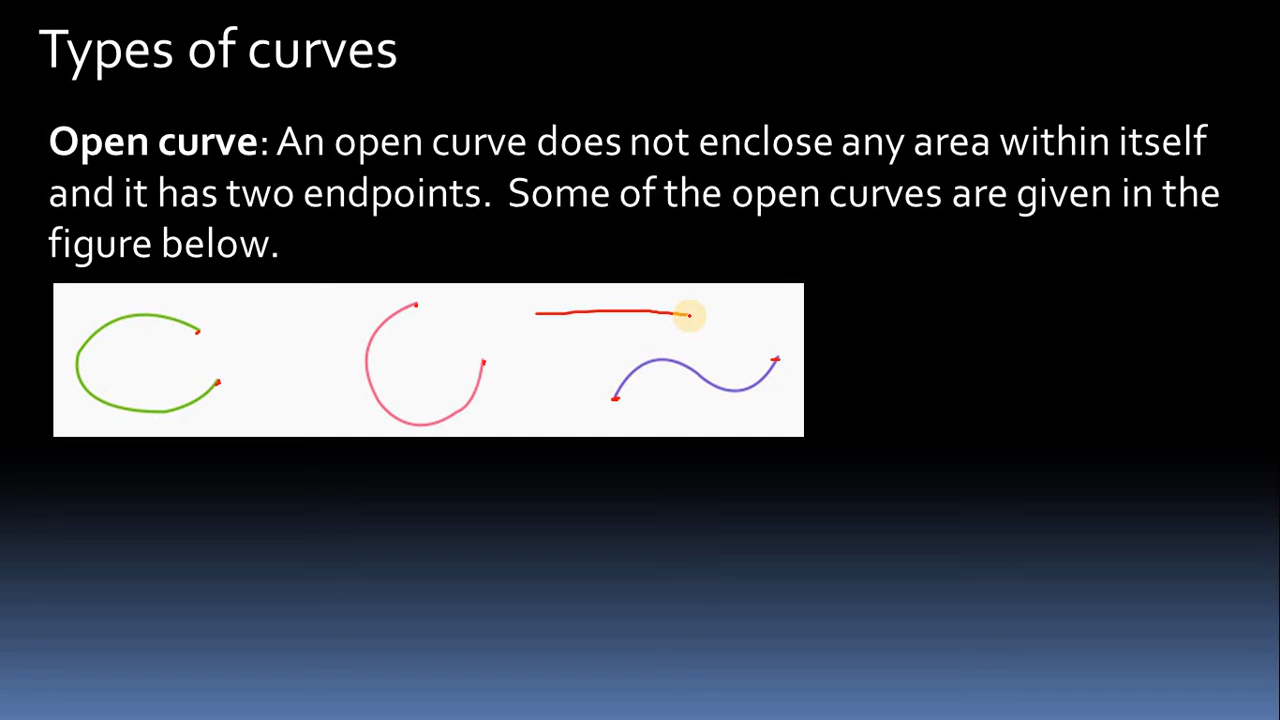 Types of curves
Open curve: An open curve does not enclose any area within itself
and it has two endpoints.  Some of the open curves are given in the
figure below.